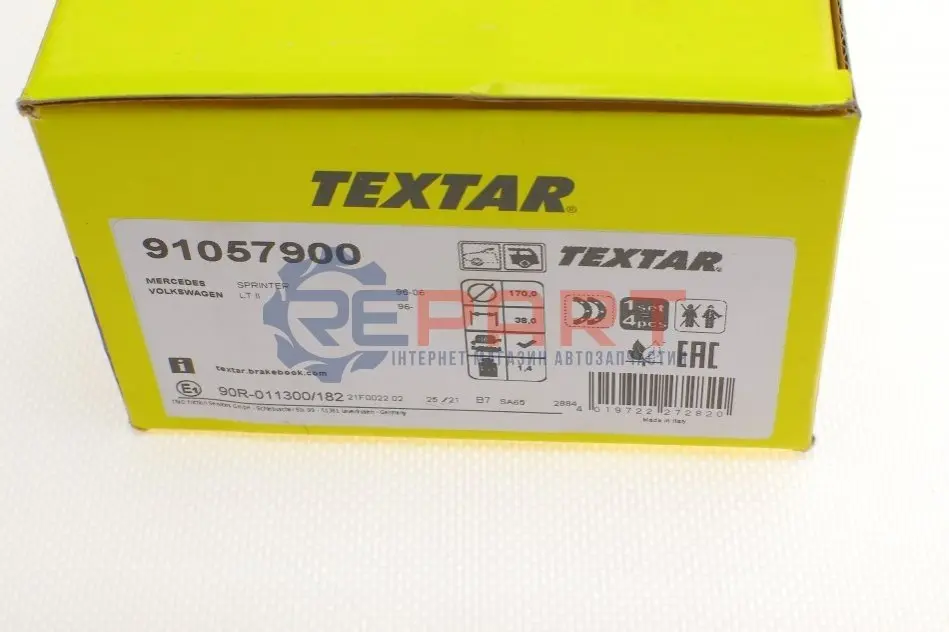 TEXTAR
91057900
TEXTAR
MERCEDES SPRINTER 96-06
VOLKSWAGEN LT II 96-
170,0
38,0
1,4
1 set
4 pcs
REPART
ІНТЕРНЕТ МАГАЗИН АВТОЗАПЧАСТИН
EAC
i textar.brakebook.com
E1 90R-011300/182 21F0022 02 25/21 B7 SA65 2884
4 019722 272820
Germany
Made in Italy